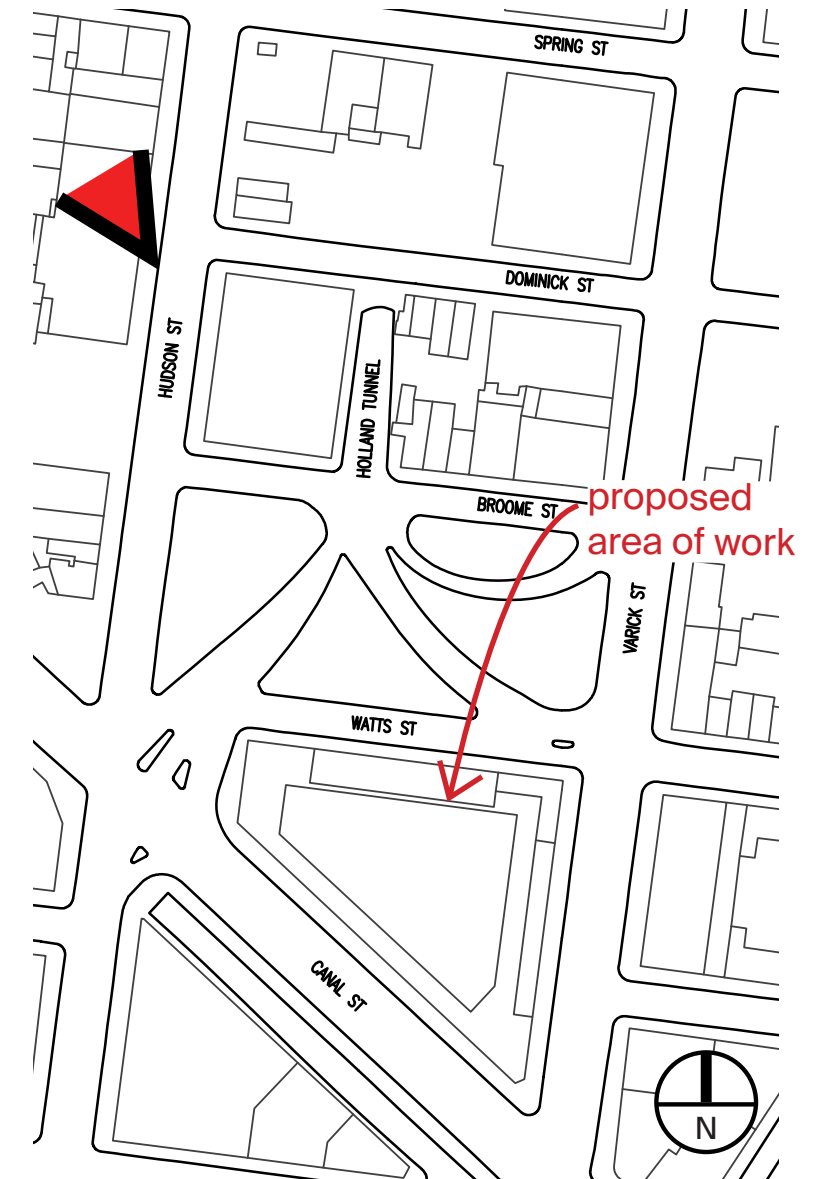 SPRING ST
DOMINICK ST
HUDSON ST
HOLLAND TUNNEL
BROOME ST
proposed
area of work
VARICK ST
WATTS ST
CANAL ST
N